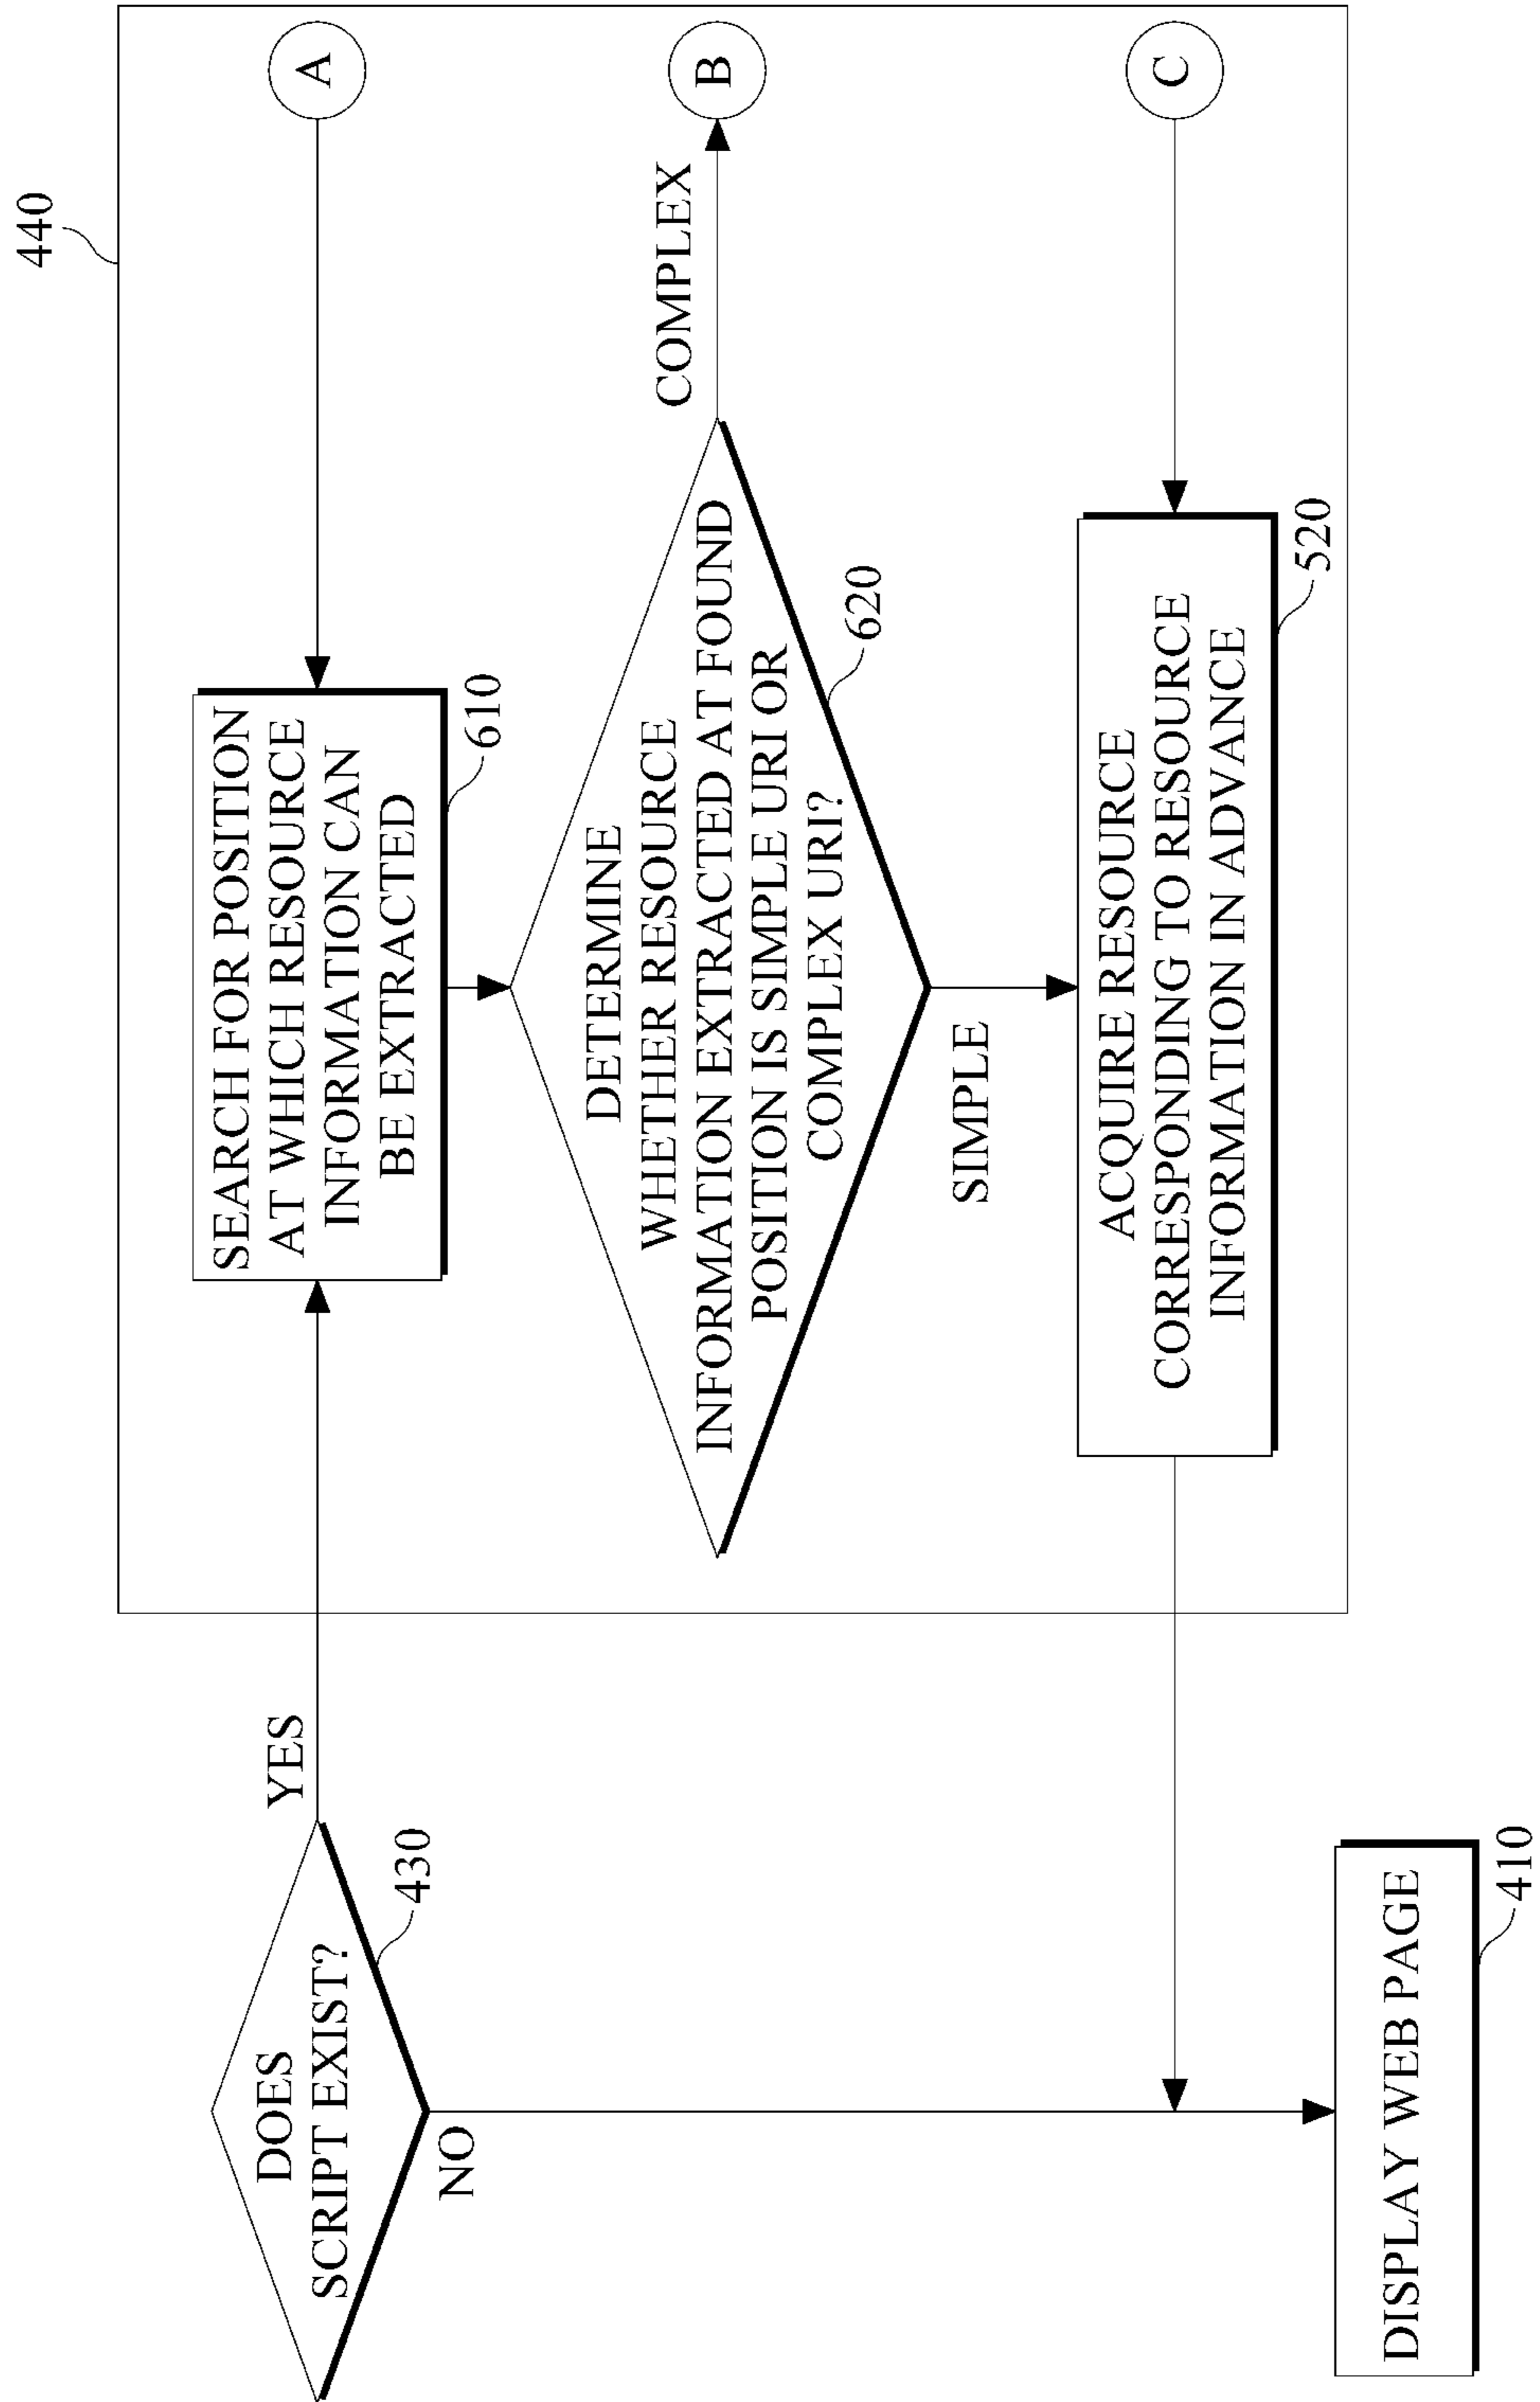 440
DOES
SCRIPT EXIST?
430
YES
NO
SEARCH FOR POSITION
AT WHICH RESOURCE
INFORMATION CAN
BE EXTRACTED
610
A
DETERMINE
WHETHER RESOURCE
INFORMATION EXTRACTED AT FOUND
POSITION IS SIMPLE URI OR
COMPLEX URI?
620
COMPLEX
B
SIMPLE
ACQUIRE RESOURCE
CORRESPONDING TO RESOURCE
INFORMATION IN ADVANCE
520
C
DISPLAY WEB PAGE
410